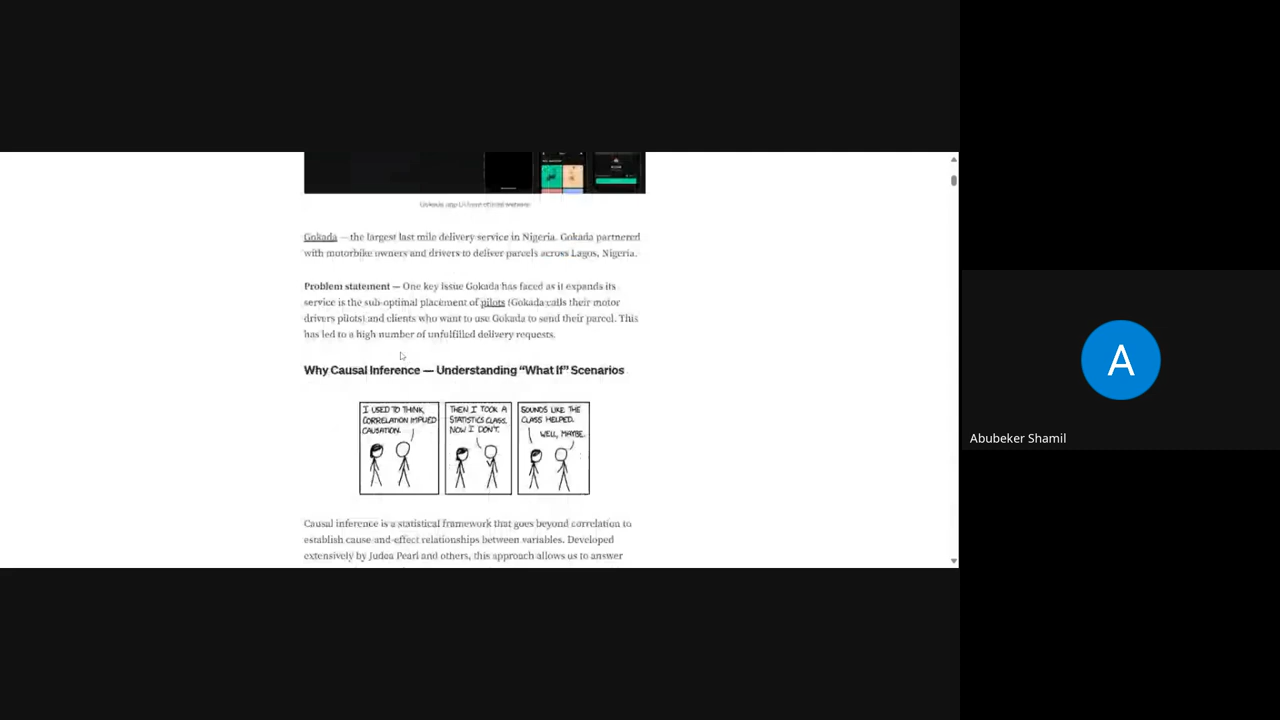 Gokada app UI from official website
Gokada — the largest last mile delivery service in Nigeria. Gokada partnered
with motorbike owners and drivers to deliver parcels across Lagos, Nigeria.
Problem statement — One key issue Gokada has faced as it expands its
service is the sub-optimal placement of pilots (Gokada calls their motor
drivers pilots) and clients who want to use Gokada to send their parcel. This
has led to a high number of unfulfilled delivery requests.
Why Causal Inference — Understanding “What If” Scenarios
I USED TO THINK
CORRELATION IMPLIED
CAUSATION.
THEN I TOOK A
STATISTICS CLASS.
NOW I DON'T.
SOUNDS LIKE THE
CLASS HELPED.
WELL, MAYBE.
Causal inference is a statistical framework that goes beyond correlation to
establish cause-and-effect relationships between variables. Developed
extensively by Judea Pearl and others, this approach allows us to answer
A
Abubeker Shamil